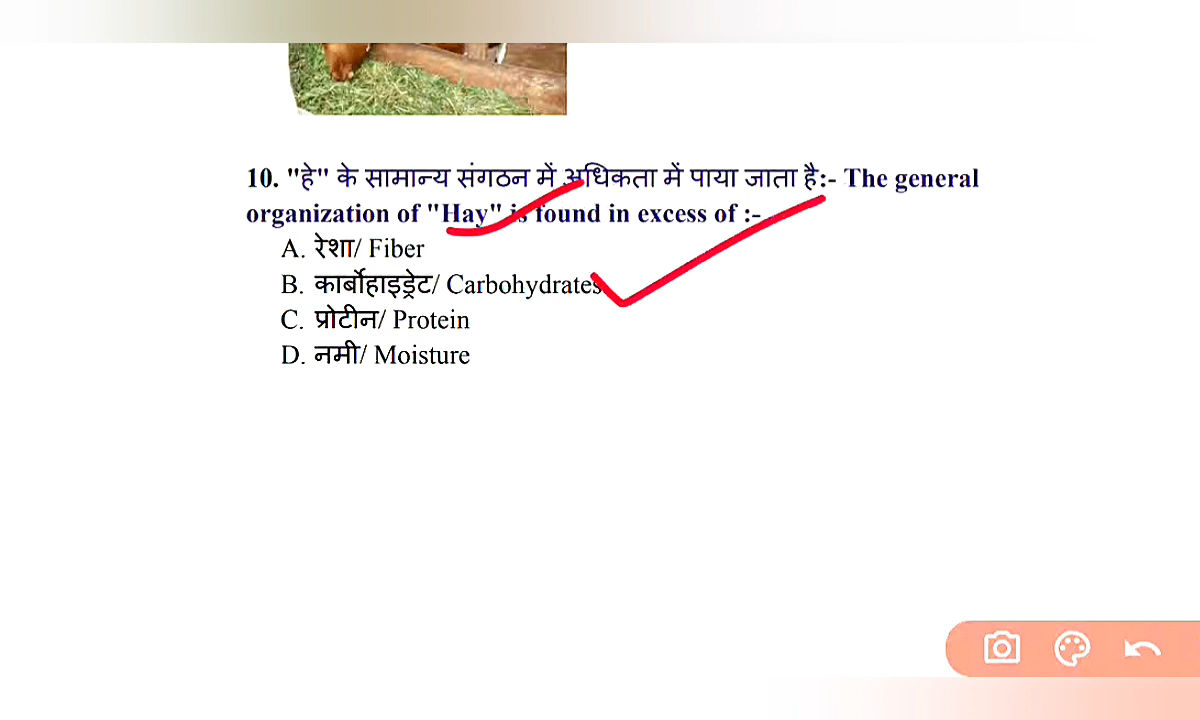 10. "हे" के सामान्य संगठन में अधिकता में पाया जाता है:- The general
organization of "Hay" is found in excess of :-
A. रेशा/ Fiber
B. कार्बोहाइड्रेट/ Carbohydrates
C. प्रोटीन/ Protein
D. नमी/ Moisture